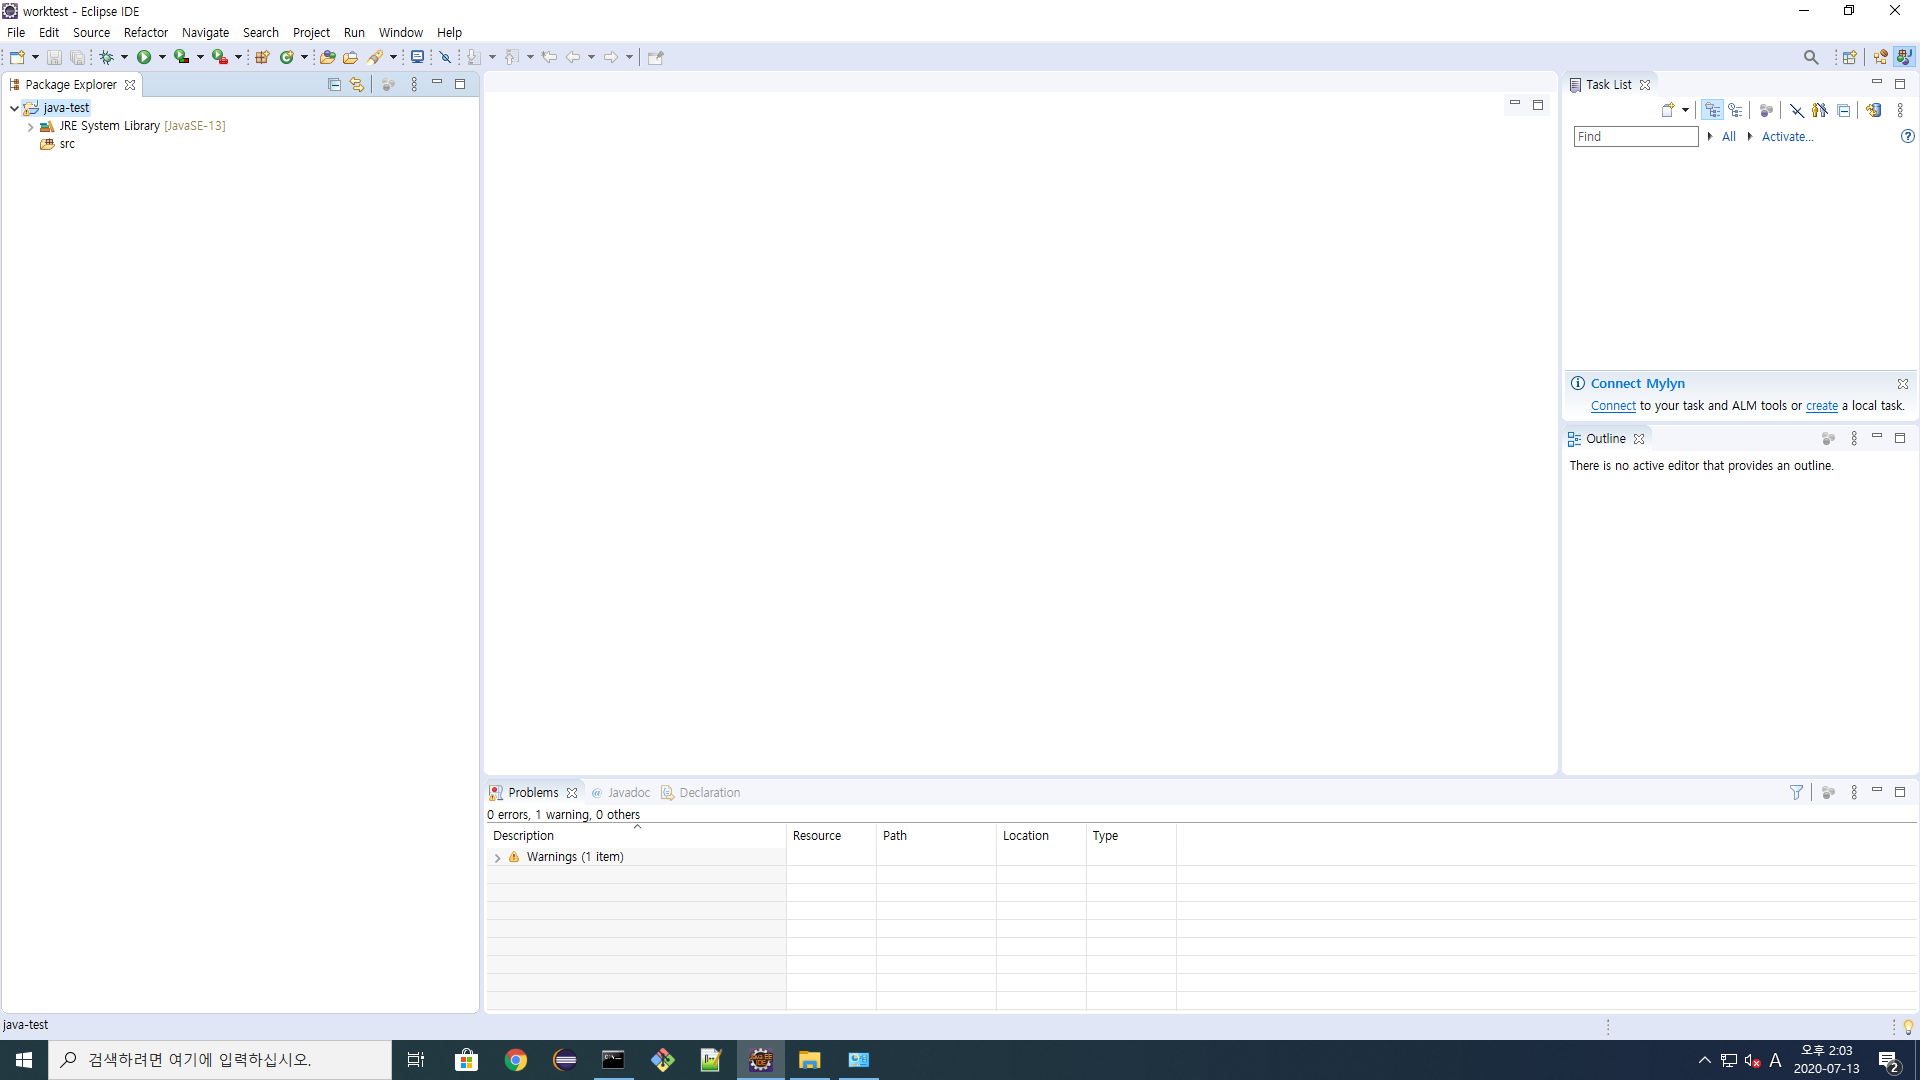 worktest - Eclipse IDE
File Edit Source Refactor Navigate Search Project Run Window Help
Package Explorer
java-test
JRE System Library [JavaSE-13]
src
Task List
Find All Activate...
Connect Mylyn
Connect to your task and ALM tools or create a local task.
Outline
There is no active editor that provides an outline.
Problems Javadoc Declaration
0 errors, 1 warning, 0 others
Description Resource Path Location Type
Warnings (1 item)
java-test
검색하려면 여기에 입력하십시오.
A
오후 2:03
2020-07-13
2